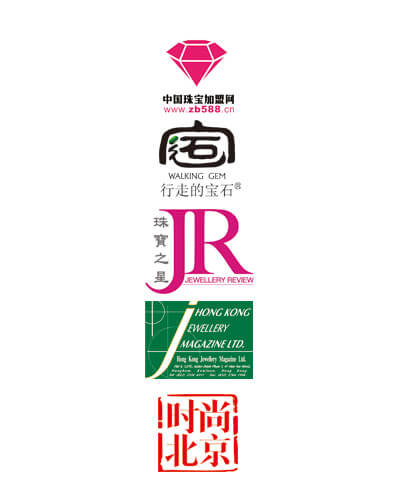 中国珠宝加盟网
www.zb588.cn
WALKING GEM
行走的宝石®
珠寶之星
JR
JEWELLERY REVIEW
HONG KONG
JEWELLERY
MAGAZINE LTD.
Hong Kong Jewellery Magazine Ltd.
时尚
北京